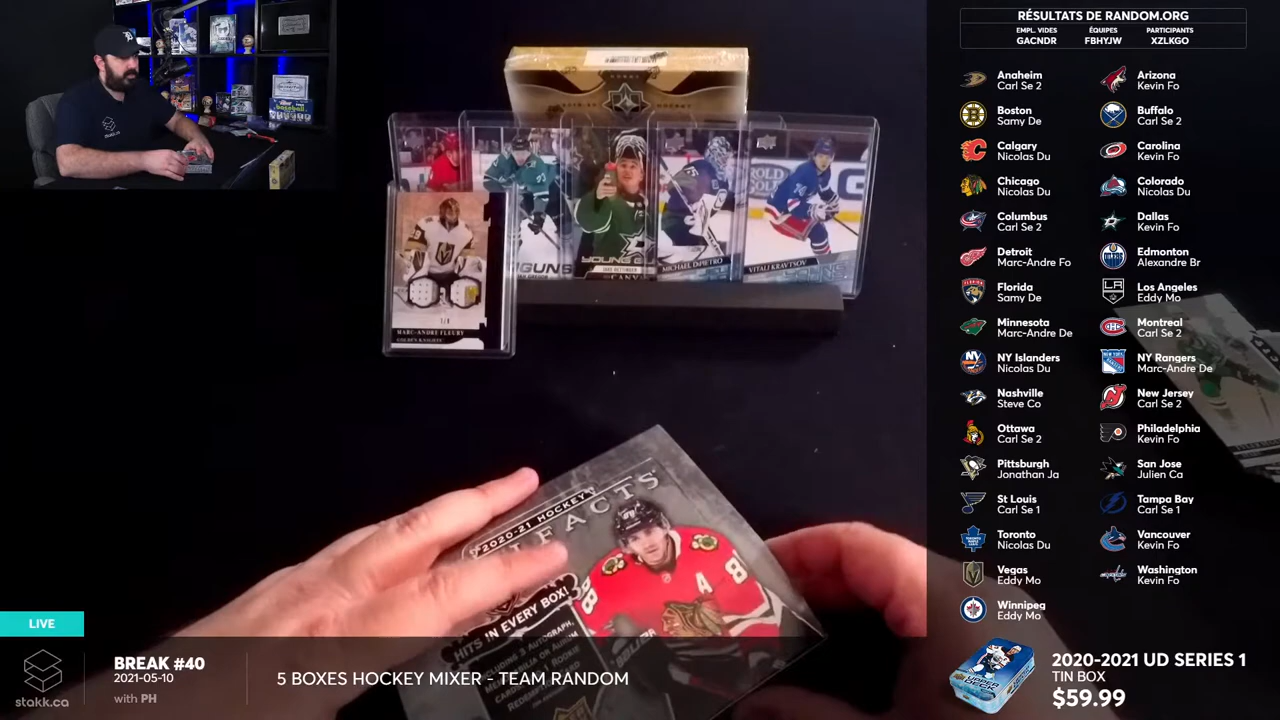 RÉSULTATS DE RANDOM.ORG
EMPL. VIDES
GACNDR
ÉQUIPES
FBHYJW
PARTICIPANTS
XZLKGO
Anaheim
Carl Se 2
Arizona
Kevin Fo
Boston
Samy De
Buffalo
Carl Se 2
Calgary
Nicolas Du
Carolina
Kevin Fo
Chicago
Nicolas Du
Colorado
Nicolas Du
Columbus
Carl Se 2
Dallas
Kevin Fo
Detroit
Marc-Andre Fo
Edmonton
Alexandre Br
Florida
Samy De
Los Angeles
Eddy Mo
Minnesota
Marc-Andre De
Montreal
Carl Se 2
NY Islanders
Nicolas Du
NY Rangers
Marc-Andre De
Nashville
Steve Co
New Jersey
Carl Se 2
Ottawa
Carl Se 2
Philadelphia
Kevin Fo
Pittsburgh
Jonathan Ja
San Jose
Julien Ca
St Louis
Carl Se 1
Tampa Bay
Carl Se 1
Toronto
Nicolas Du
Vancouver
Kevin Fo
Vegas
Eddy Mo
Washington
Kevin Fo
Winnipeg
Eddy Mo
YOUNG G
MICHAEL DIPIETRO
VITALI KRAVTSOV
MARC-ANDRE FLEURY
GOLDEN KNIGHTS
2020-21 HOCKEY
FACTS
HITS IN EVERY BOX!
88
A
LIVE
stakk.ca
BREAK #40
2021-05-10
with PH
5 BOXES HOCKEY MIXER - TEAM RANDOM
2020-2021 UD SERIES 1
TIN BOX
$59.99